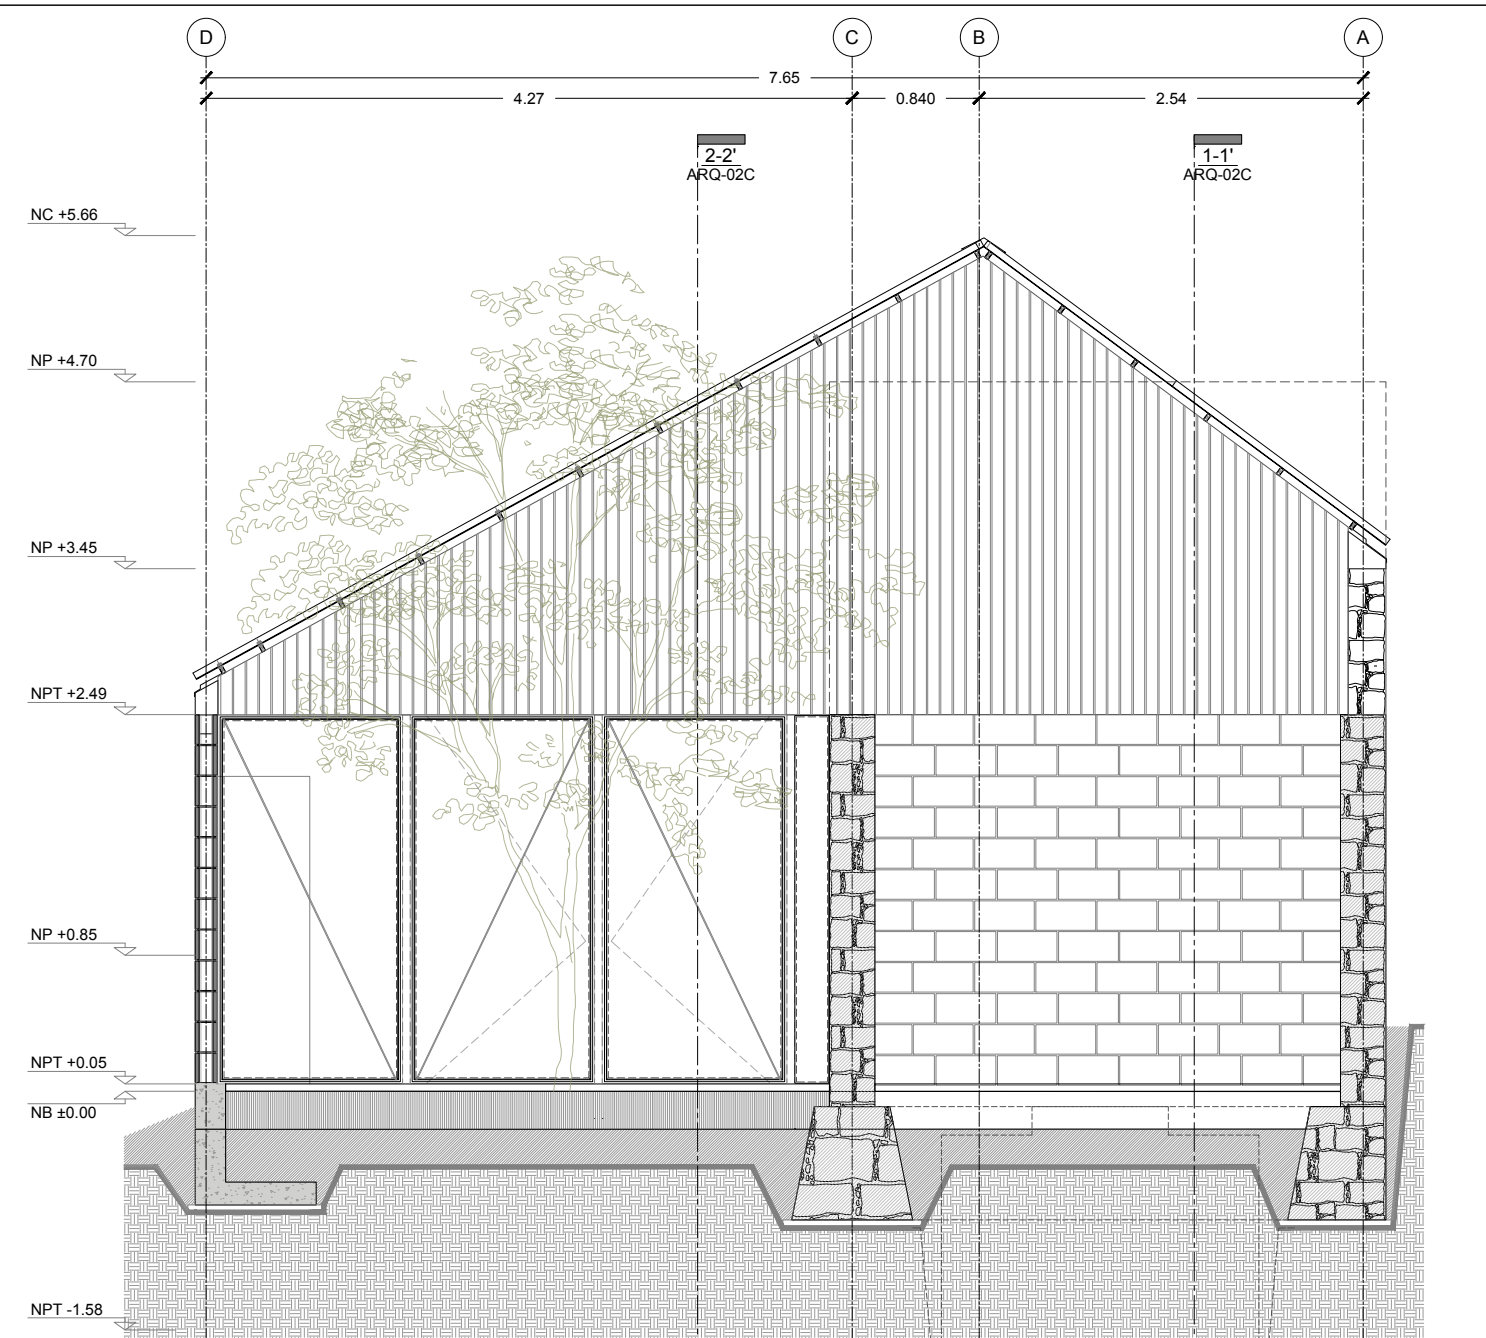 D C B A
7.65
4.27 0.840 2.54
2-2' 1-1'
ARQ-02C ARQ-02C
NC +5.66
NP +4.70
NP +3.45
NPT +2.49
NP +0.85
NPT +0.05
NB ±0.00
NPT -1.58